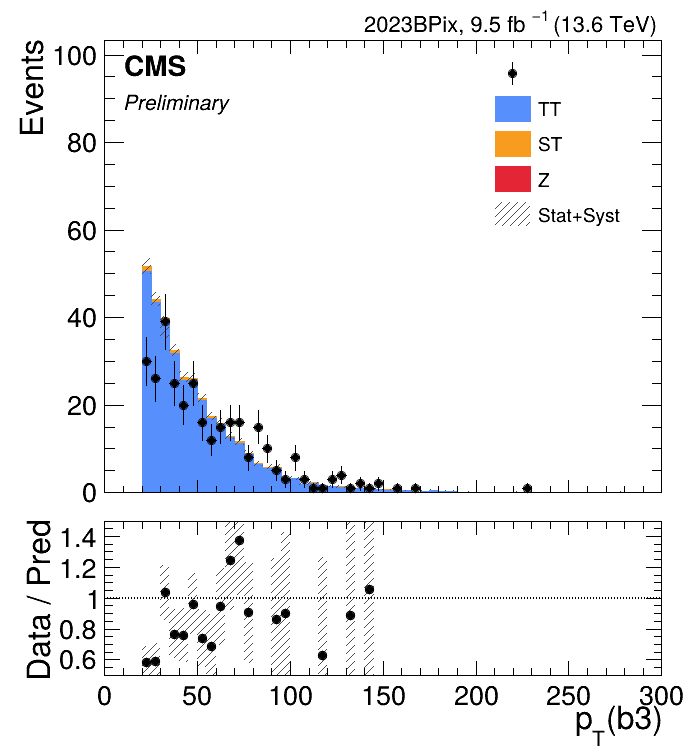 2023BPix, 9.5 fb⁻¹ (13.6 TeV)
Events
100
80
60
40
20
0
CMS
Preliminary
TT
ST
Z
Stat+Syst
Data / Pred
1.4
1.2
1
0.8
0.6
0 50 100 150 200 250 300
p_T(b3)